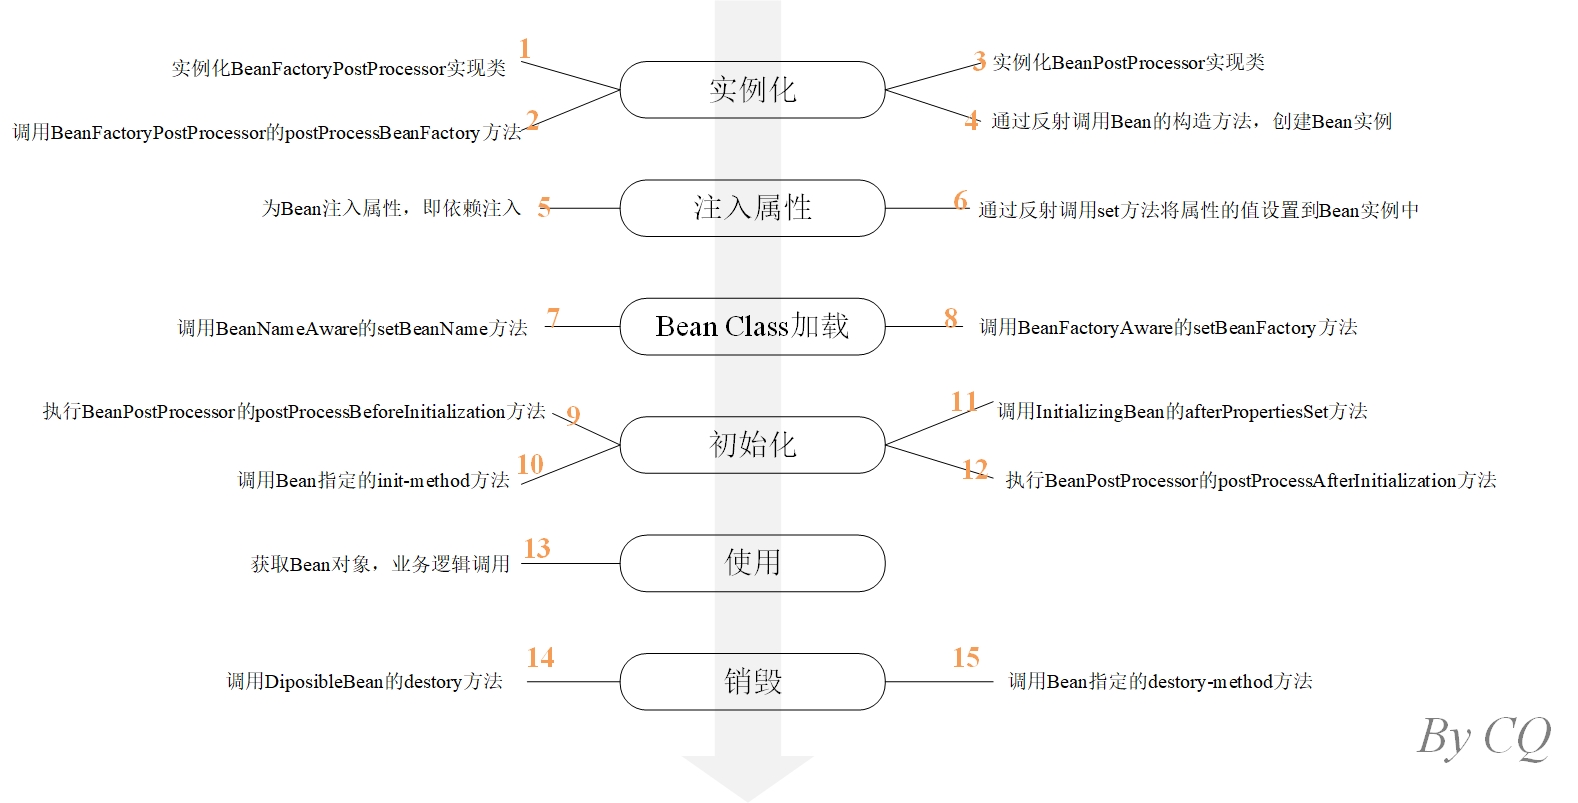 1
实例化BeanFactoryPostProcessor实现类
2
调用BeanFactoryPostProcessor的postProcessBeanFactory方法
实例化
3
实例化BeanPostProcessor实现类
4
通过反射调用Bean的构造方法，创建Bean实例
为Bean注入属性，即依赖注入
5
注入属性
6
通过反射调用set方法将属性的值设置到Bean实例中
调用BeanNameAware的setBeanName方法
7
Bean Class加载
8
调用BeanFactoryAware的setBeanFactory方法
执行BeanPostProcessor的postProcessBeforeInitialization方法
9
调用Bean指定的init-method方法
10
初始化
11
调用InitializingBean的afterPropertiesSet方法
12
执行BeanPostProcessor的postProcessAfterInitialization方法
获取Bean对象，业务逻辑调用
13
使用
调用DiposibleBean的destory方法
14
销毁
15
调用Bean指定的destory-method方法
By CQ